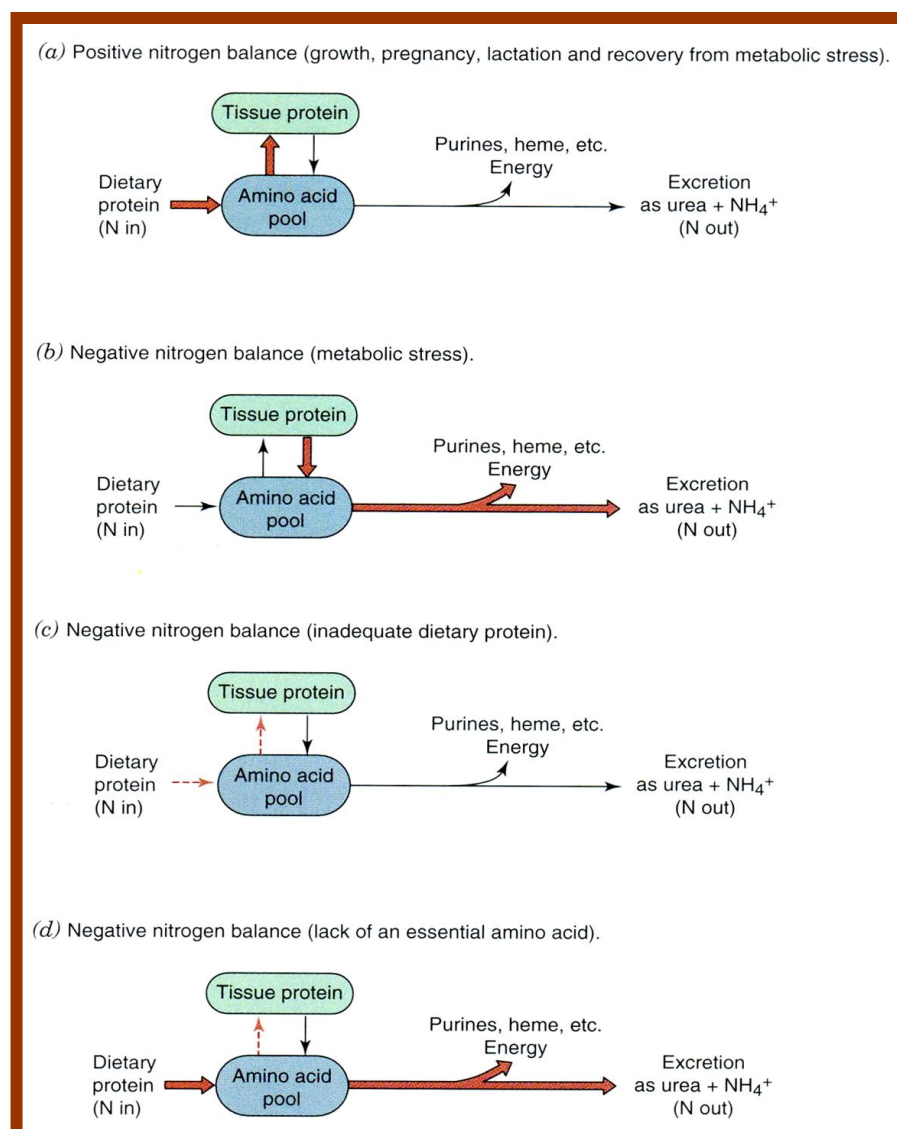 (a) Positive nitrogen balance (growth, pregnancy, lactation and recovery from metabolic stress).
Tissue protein
Purines, heme, etc.
Energy
Dietary
protein
(N in)
Amino acid
pool
Excretion
as urea + NH₄⁺
(N out)
(b) Negative nitrogen balance (metabolic stress).
Tissue protein
Purines, heme, etc.
Energy
Dietary
protein
(N in)
Amino acid
pool
Excretion
as urea + NH₄⁺
(N out)
(c) Negative nitrogen balance (inadequate dietary protein).
Tissue protein
Purines, heme, etc.
Energy
Dietary
protein
(N in)
Amino acid
pool
Excretion
as urea + NH₄⁺
(N out)
(d) Negative nitrogen balance (lack of an essential amino acid).
Tissue protein
Purines, heme, etc.
Energy
Dietary
protein
(N in)
Amino acid
pool
Excretion
as urea + NH₄⁺
(N out)